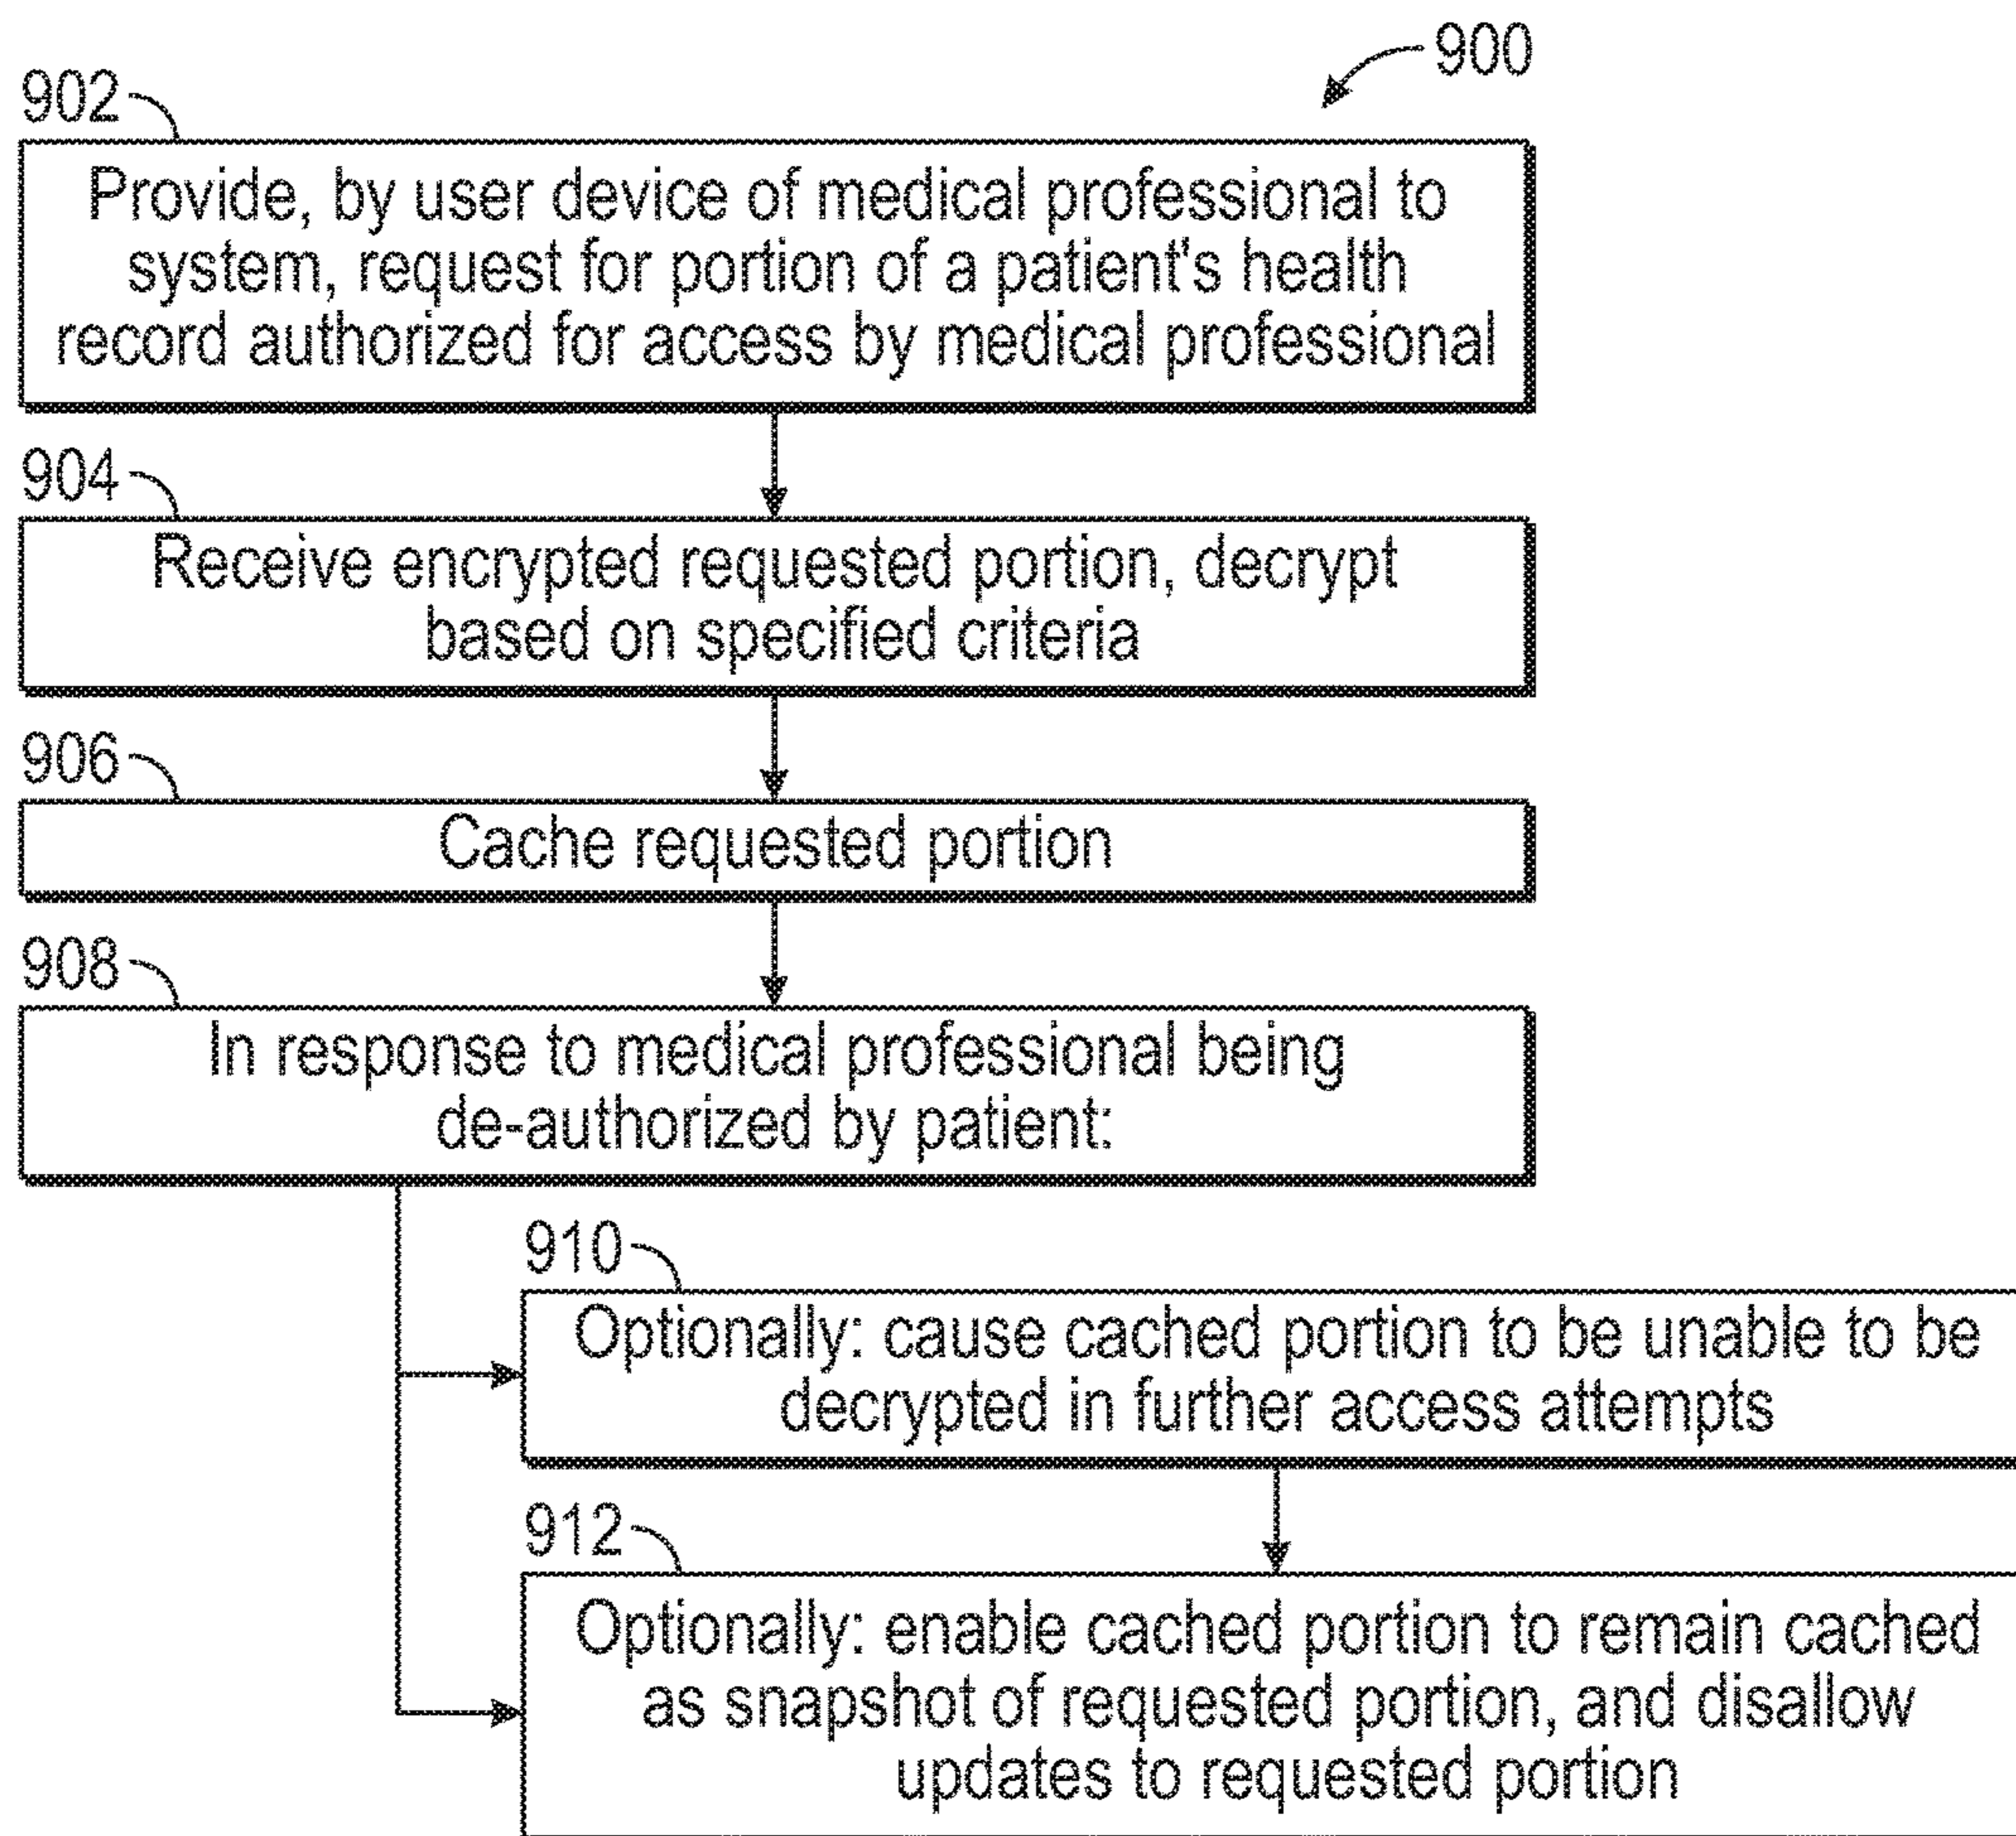 900
902
Provide, by user device of medical professional to
system, request for portion of a patient's health
record authorized for access by medical professional
904
Receive encrypted requested portion, decrypt
based on specified criteria
906
Cache requested portion
908
In response to medical professional being
de-authorized by patient:
910
Optionally: cause cached portion to be unable to be
decrypted in further access attempts
912
Optionally: enable cached portion to remain cached
as snapshot of requested portion, and disallow
updates to requested portion